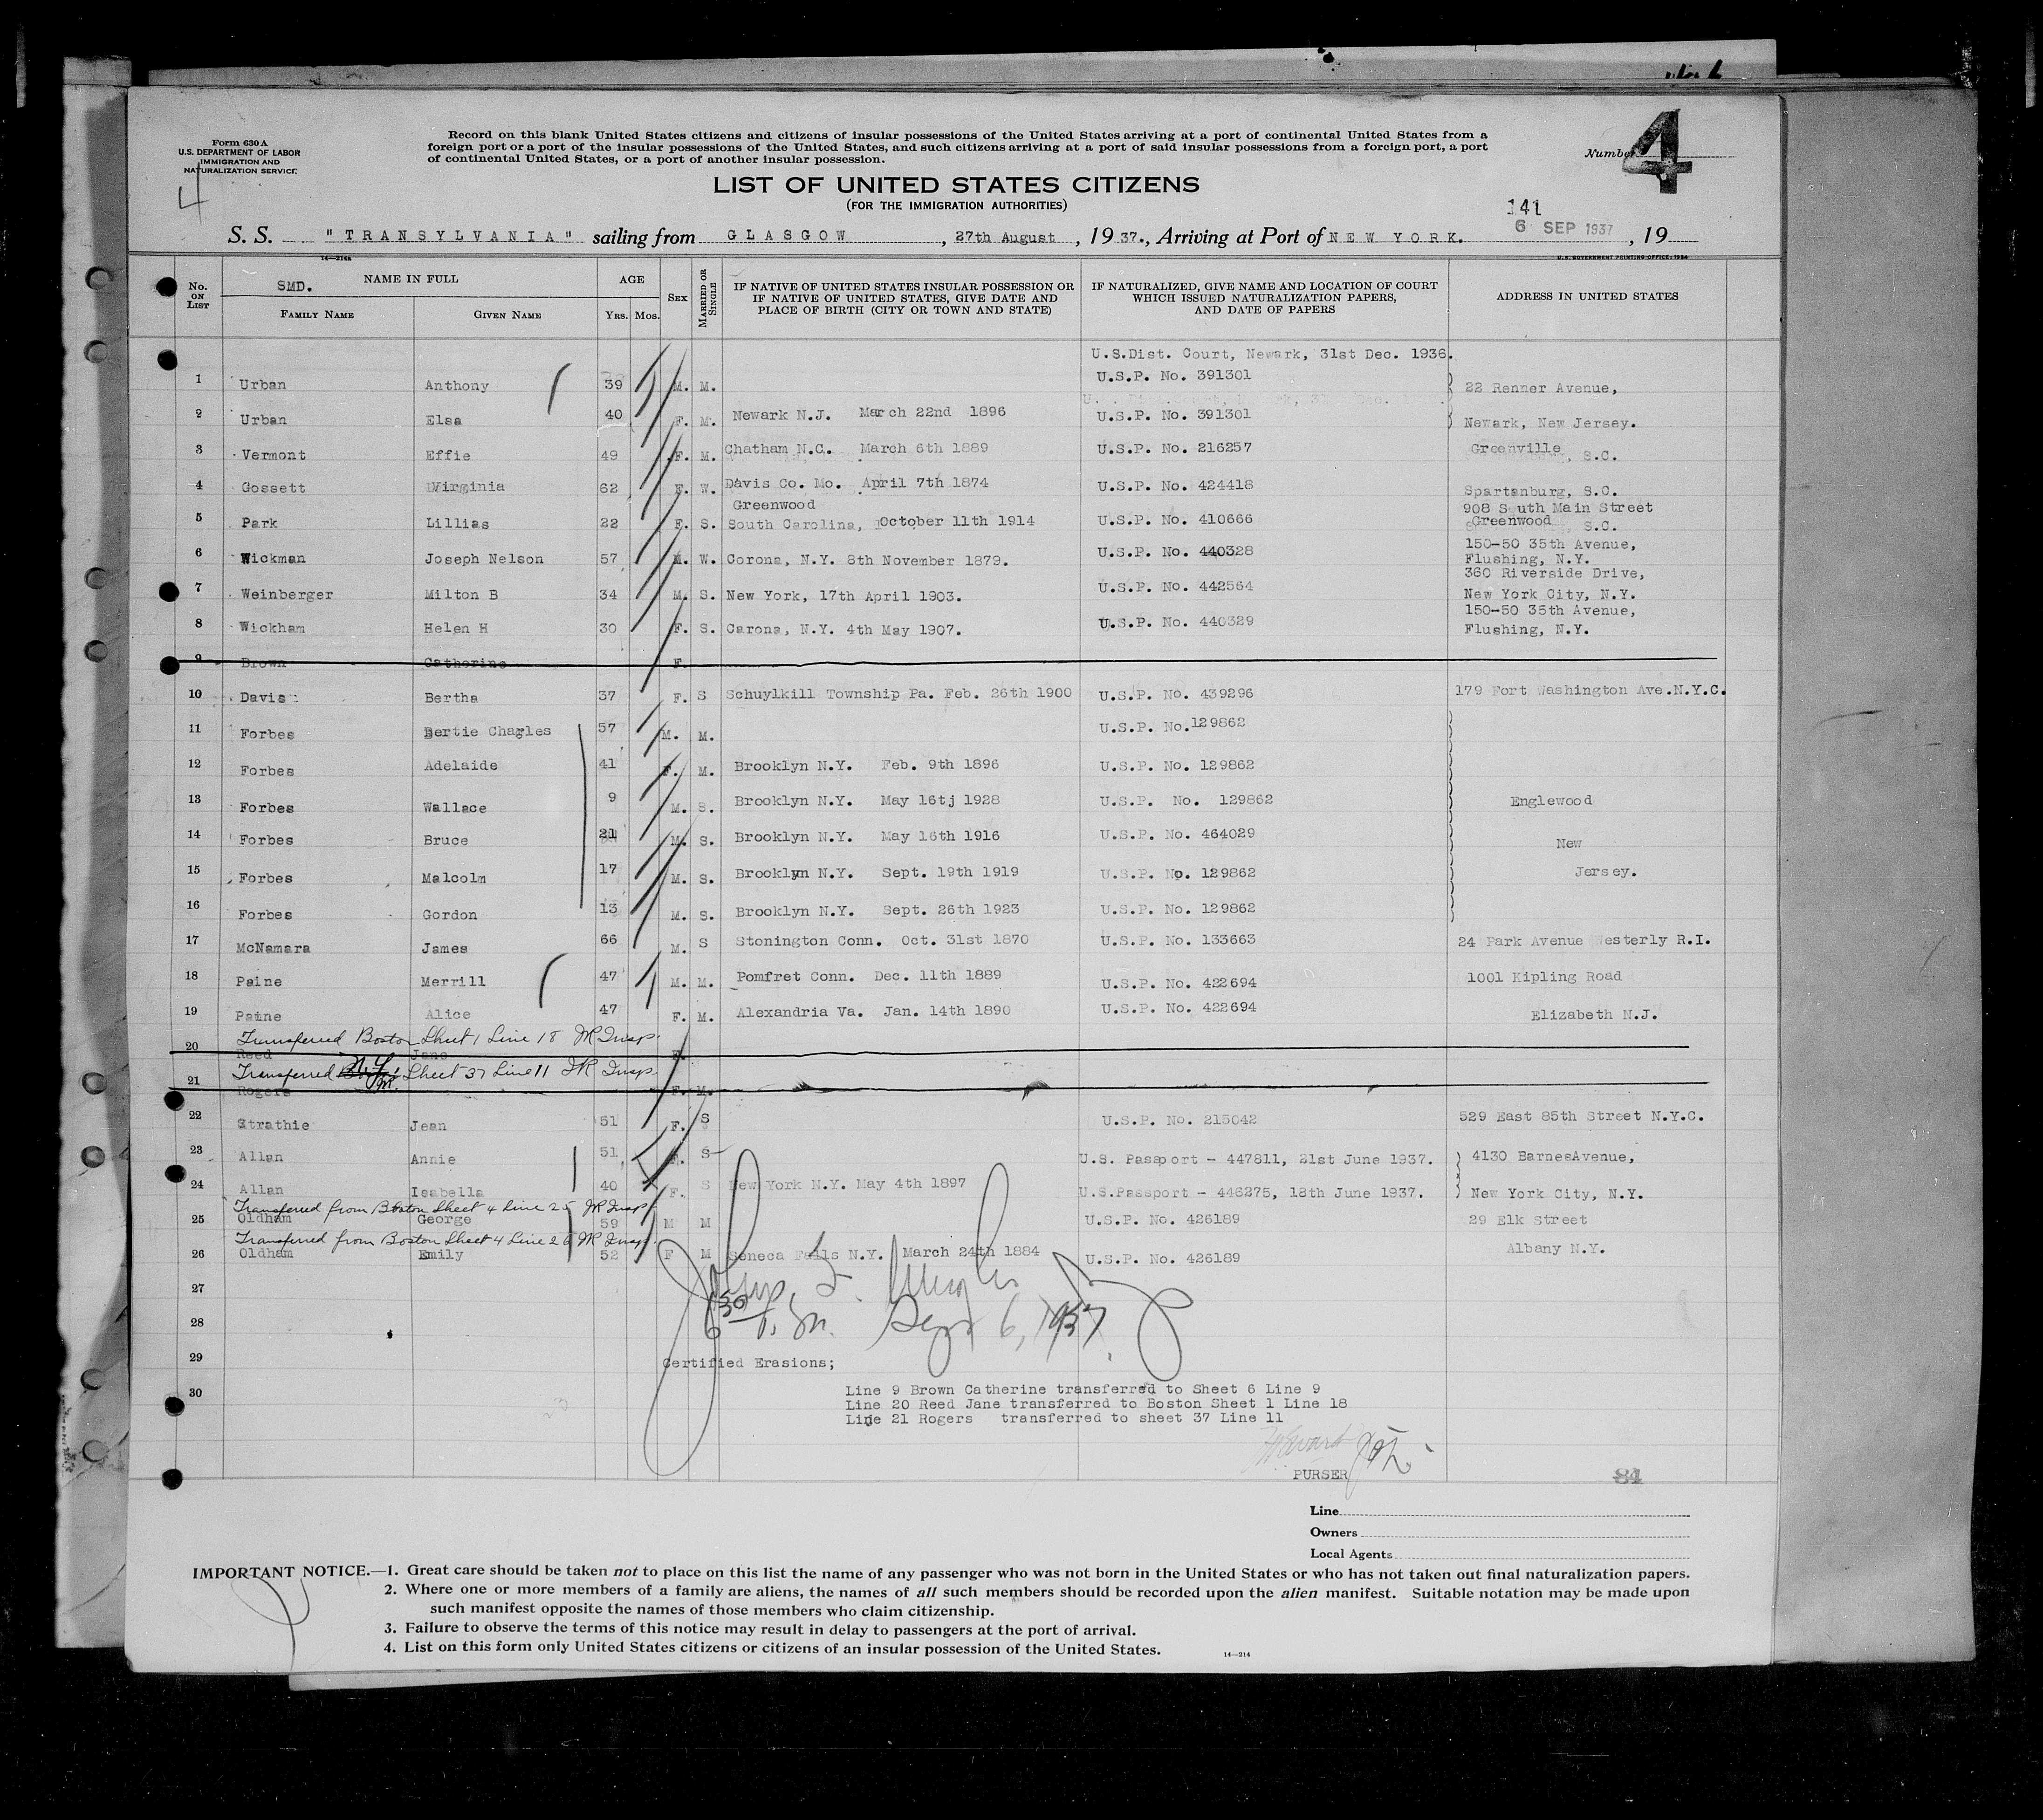 Form 630A
U.S. DEPARTMENT OF LABOR
IMMIGRATION AND
NATURALIZATION SERVICE
4
Record on this blank United States citizens and citizens of insular possessions of the United States arriving at a port of continental United States from a
foreign port or a port of the insular possessions of the United States, and such citizens arriving at a port of said insular possessions from a foreign port, a port
of continental United States, or a port of another insular possession.
Number 4
LIST OF UNITED STATES CITIZENS
(FOR THE IMMIGRATION AUTHORITIES)
141
S. S. "TRANSYLVANIA" sailing from GLASGOW, 27th August, 1937., Arriving at Port of NEW YORK. 6 SEP 1937, 19
14—214a
U.S. GOVERNMENT PRINTING OFFICE: 1934
No. ON LIST SMD. NAME IN FULL FAMILY NAME GIVEN NAME AGE YRS. MOS. SEX MARRIED OR SINGLE IF NATIVE OF UNITED STATES INSULAR POSSESSION OR IF NATIVE OF UNITED STATES, GIVE DATE AND PLACE OF BIRTH (CITY OR TOWN AND STATE) IF NATURALIZED, GIVE NAME AND LOCATION OF COURT WHICH ISSUED NATURALIZATION PAPERS, AND DATE OF PAPERS ADDRESS IN UNITED STATES
U.S.Dist. Court, Newark, 31st Dec. 1936.
1 Urban Anthony 39 M. M. U.S.P. No. 391301 22 Renner Avenue,
2 Urban Elsa 40 F. M. Newark N.J. March 22nd 1896 U.S.P. No. 391301 Newark, New Jersey.
3 Vermont Effie 49 F. M. Chatham N.C. March 6th 1889 U.S.P. No. 216257 Greenville, S.C.
4 Gossett Virginia 62 F. W. Davis Co. Mo. April 7th 1874 U.S.P. No. 424418 Spartanburg, S.C.
Greenwood 908 South Main Street
5 Park Lillias 22 F. S. South Carolina, October 11th 1914 U.S.P. No. 410666 Greenwood, S.C.
150-50 35th Avenue,
6 Wickman Joseph Nelson 57 M. W. Corona, N.Y. 8th November 1879. U.S.P. No. 440328 Flushing, N.Y.
360 Riverside Drive,
7 Weinberger Milton B 34 M. S. New York, 17th April 1903. U.S.P. No. 442564 New York City, N.Y.
150-50 35th Avenue,
8 Wickham Helen H 30 F. S. Carona, N.Y. 4th May 1907. U.S.P. No. 440329 Flushing, N.Y.
9 Brown Catherine F.
10 Davis Bertha 37 F. S Schuylkill Township Pa. Feb. 26th 1900 U.S.P. No. 439296 179 Fort Washington Ave.N.Y.C.
11 Forbes Bertie Charles 57 M. M. U.S.P. No.129862
12 Forbes Adelaide 41 F. M. Brooklyn N.Y. Feb. 9th 1896 U.S.P. No. 129862
13 Forbes Wallace 9 M. S. Brooklyn N.Y. May 16tj 1928 U.S.P. No. 129862 Englewood
14 Forbes Bruce 21 M. S. Brooklyn N.Y. May 16th 1916 U.S.P. No. 464029 New
15 Forbes Malcolm 17 M. S. Brooklyn N.Y. Sept. 19th 1919 U.S.P. No. 129862 Jersey.
16 Forbes Gordon 13 M. S. Brooklyn N.Y. Sept. 26th 1923 U.S.P. No. 129862
17 McNamara James 66 M. S Stonington Conn. Oct. 31st 1870 U.S.P. No. 133663 24 Park Avenue Westerly R.I.
18 Paine Merrill 47 M. M. Pomfret Conn. Dec. 11th 1889 U.S.P. No. 422694 1001 Kipling Road
19 Paine Alice 47 F. M. Alexandria Va. Jan. 14th 1890 U.S.P. No. 422694 Elizabeth N.J.
Transferred Boston Sheet 1 Line 18 Insp.
20 Reed Jane F.
Transferred N.Y. Sheet 37 Line 11 Insp
21 Rogers F. M.
22 Strathie Jean 51 F. S U.S.P. No. 215042 529 East 85th Street N.Y.C.
23 Allan Annie 51 F. S U.S. Passport - 447811, 21st June 1937. 4130 BarnesAvenue,
24 Allan Isabella 40 F. S New York N.Y. May 4th 1897 U.S.Passport - 446275, 18th June 1937. New York City, N.Y.
Transferred from Boston Sheet 4 Line 25 Insp
25 Oldham George 59 M M U.S.P. No. 426189 29 Elk Street
Transferred from Boston Sheet 4 Line 26 Insp.
26 Oldham Emily 52 F M Seneca Falls N.Y. March 24th 1884 U.S.P. No. 426189 Albany N.Y.
27
28 6 30 P.M. Sept 6, 1937
29 Certified Erasions;
30 Line 9 Brown Catherine transferred to Sheet 6 Line 9
Line 20 Reed Jane transferred to Boston Sheet 1 Line 18
Line 21 Rogers transferred to sheet 37 Line 11
PURSER
84
Line
Owners
Local Agents
IMPORTANT NOTICE.—1. Great care should be taken not to place on this list the name of any passenger who was not born in the United States or who has not taken out final naturalization papers.
2. Where one or more members of a family are aliens, the names of all such members should be recorded upon the alien manifest. Suitable notation may be made upon
such manifest opposite the names of those members who claim citizenship.
3. Failure to observe the terms of this notice may result in delay to passengers at the port of arrival.
4. List on this form only United States citizens or citizens of an insular possession of the United States.
14—214